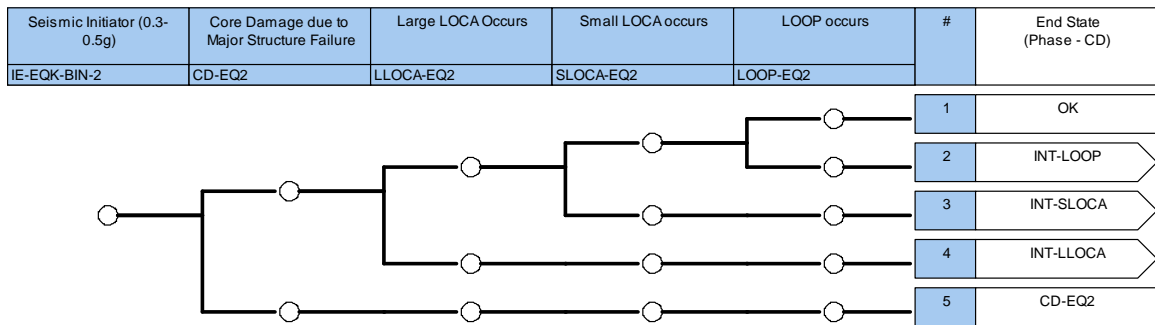 Seismic Initiator (0.3-
0.5g)
Core Damage due to
Major Structure Failure
Large LOCA Occurs
Small LOCA occurs
LOOP occurs
#
End State
(Phase - CD)
IE-EQK-BIN-2
CD-EQ2
LLOCA-EQ2
SLOCA-EQ2
LOOP-EQ2
1
OK
2
INT-LOOP
3
INT-SLOCA
4
INT-LLOCA
5
CD-EQ2